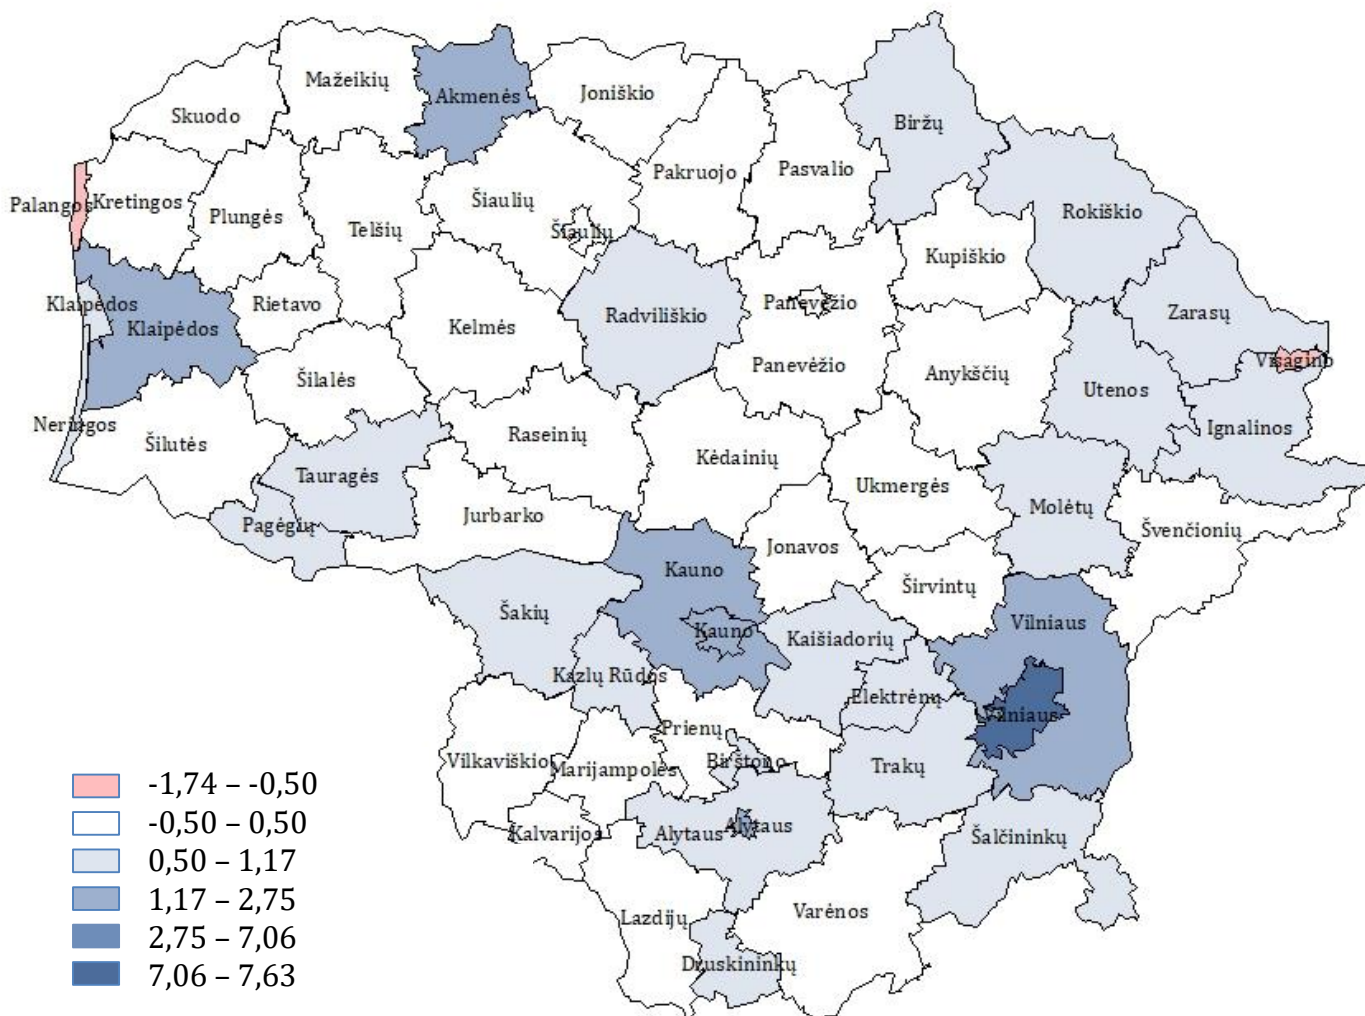 Mažeikių
Akmenės
Joniškio
Skuodo
Biržų
Pakruojo
Pasvalio
Palangos
Kretingos
Plungės
Telšių
Šiaulių
Šiaulių
Rokiškio
Kupiškio
Klaipėdos
Klaipėdos
Rietavo
Kelmės
Radviliškio
Panevėžio
Panevėžio
Zarasų
Visagino
Šilalės
Anykščių
Utenos
Ignalinos
Neringos
Šilutės
Raseinių
Kėdainių
Tauragės
Ukmergės
Molėtų
Pagėgių
Jurbarko
Jonavos
Švenčionių
Kauno
Širvintų
Šakių
Kauno
Kaišiadorių
Vilniaus
Kazlų Rūdos
Elektrėnų
Vilniaus
Prienų
Vilkaviškio
Marijampolės
Birštono
Trakų
Kalvarijos
Alytaus
Alytaus
Šalčininkų
Lazdijų
Varėnos
Druskininkų
-1,74 – -0,50
-0,50 – 0,50
0,50 – 1,17
1,17 – 2,75
2,75 – 7,06
7,06 – 7,63